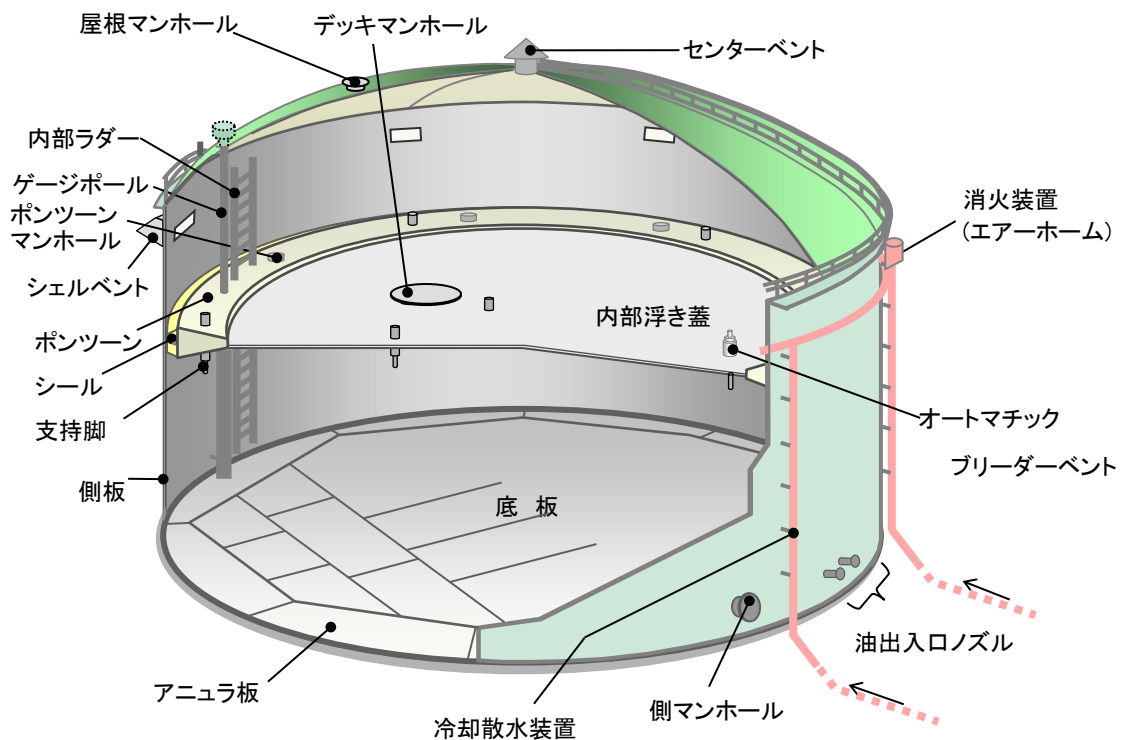 屋根マンホール
デッキマンホール
センターベント
内部ラダー
ゲージポール
ポンツーン
マンホール
シェルベント
ポンツーン
シール
支持脚
側板
内部浮き蓋
消火装置
(エアーホーム)
オートマチック
ブリーダーベント
底 板
油出入口ノズル
アニュラ板
冷却散水装置
側マンホール